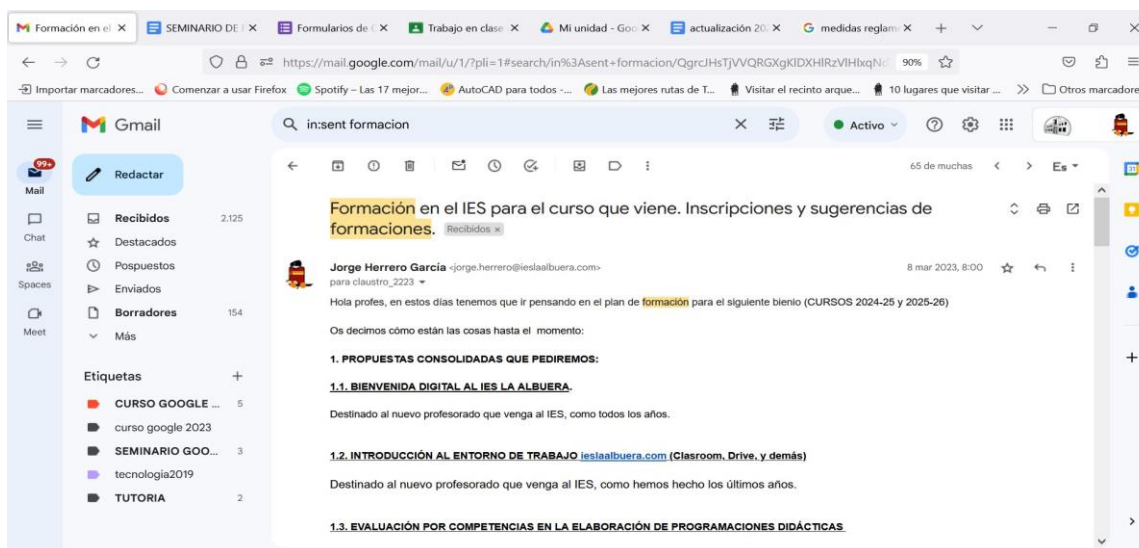 Formación en el
SEMINARIO DE
Formularios de
Trabajo en clase
Mi unidad - Goo
actualización 20
medidas reglam
https://mail.google.com/mail/u/1/?pli=1#search/in%3Asent+formacion/
90%
Importar marcadores...
Comenzar a usar Firefox
Spotify – Las 17 mejor...
AutoCAD para todos -...
Las mejores rutas de T...
Visitar el recinto arque...
10 lugares que visitar ...
Otros marcadore
Gmail
in:sent formacion
Activo
99+
Mail
Chat
Spaces
Meet
Redactar
Recibidos 2.125
Destacados
Pospuestos
Enviados
Borradores 154
Más
Etiquetas
CURSO GOOGLE ... 5
curso google 2023
SEMINARIO GOO... 3
tecnologia2019
TUTORIA 2
65 de muchas
Es
Formación en el IES para el curso que viene. Inscripciones y sugerencias de
formaciones. Recibidos x
Jorge Herrero García <jorge.herrero@ieslaalbuera.com>
8 mar 2023, 8:00
para claustro_2223
Hola profes, en estos días tenemos que ir pensando en el plan de formación para el siguiente bienio (CURSOS 2024-25 y 2025-26)
Os decimos cómo están las cosas hasta el momento:
1. PROPUESTAS CONSOLIDADAS QUE PEDIREMOS:
1.1. BIENVENIDA DIGITAL AL IES LA ALBUERA.
Destinado al nuevo profesorado que venga al IES, como todos los años.
1.2. INTRODUCCIÓN AL ENTORNO DE TRABAJO ieslaalbuera.com (Clasroom, Drive, y demás)
Destinado al nuevo profesorado que venga al IES, como hemos hecho los últimos años.
1.3. EVALUACIÓN POR COMPETENCIAS EN LA ELABORACIÓN DE PROGRAMACIONES DIDÁCTICAS
31